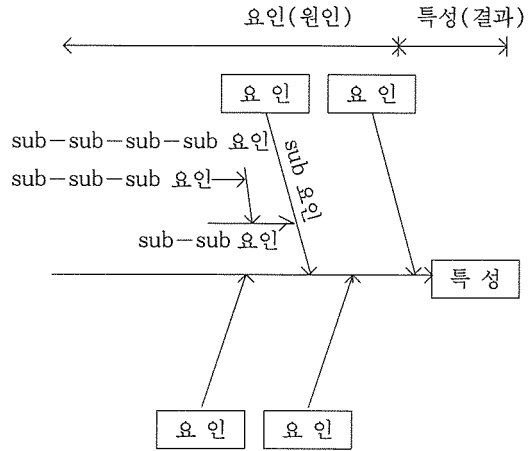 요인(원인) 특성(결과)
요 인 요 인
sub-sub-sub-sub 요인
sub 요인
sub-sub-sub 요인
sub-sub 요인
특 성
요 인 요 인